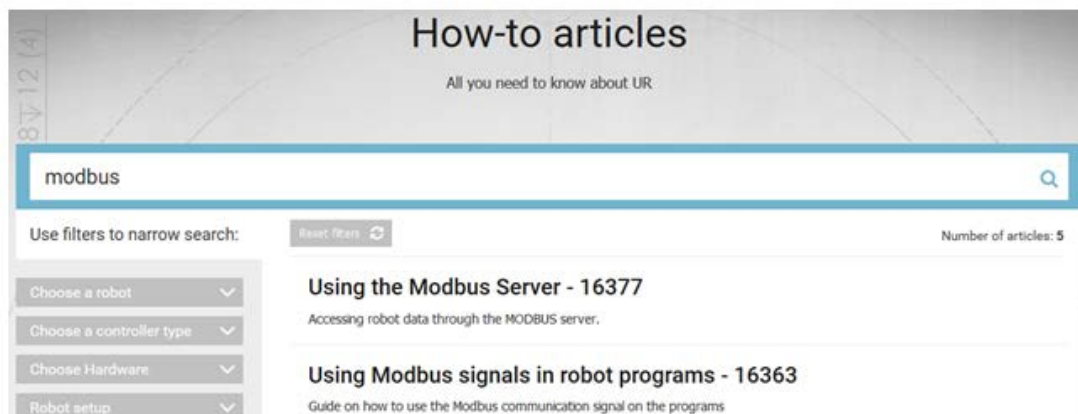 How-to articles
All you need to know about UR
8 12 (4)
modbus
Use filters to narrow search:
Reset filters
Number of articles: 5
Choose a robot
Choose a controller type
Choose Hardware
Robot setup
Using the Modbus Server - 16377
Accessing robot data through the MODBUS server.
Using Modbus signals in robot programs - 16363
Guide on how to use the Modbus communication signal on the programs